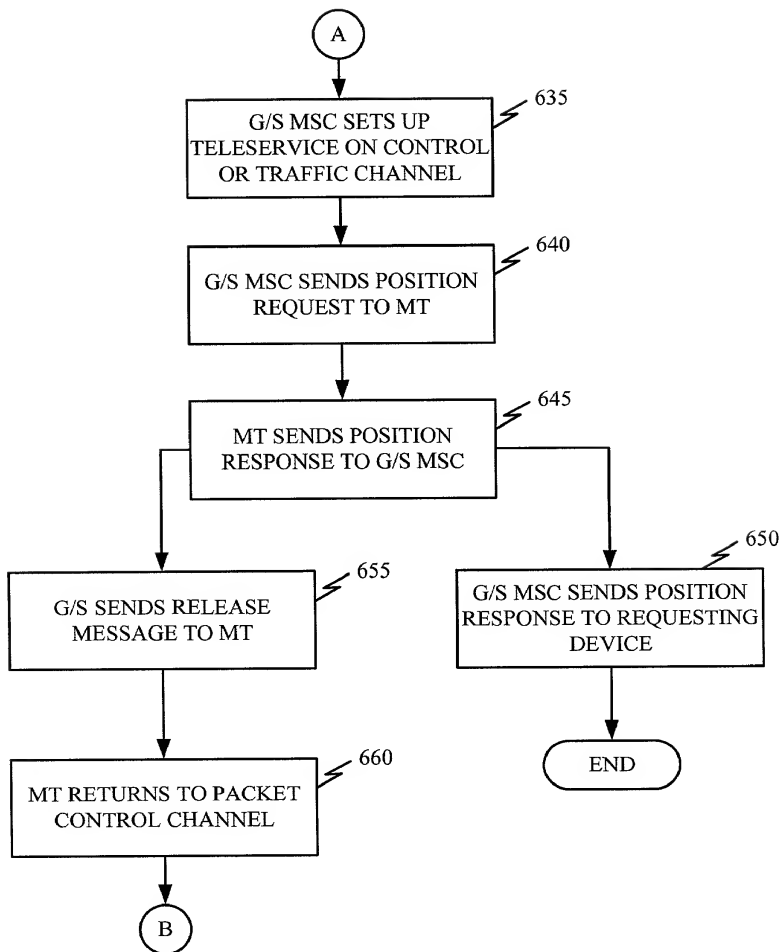 A
635
G/S MSC SETS UP
TELESERVICE ON CONTROL
OR TRAFFIC CHANNEL
640
G/S MSC SENDS POSITION
REQUEST TO MT
645
MT SENDS POSITION
RESPONSE TO G/S MSC
650
G/S MSC SENDS POSITION
RESPONSE TO REQUESTING
DEVICE
655
G/S SENDS RELEASE
MESSAGE TO MT
END
660
MT RETURNS TO PACKET
CONTROL CHANNEL
B